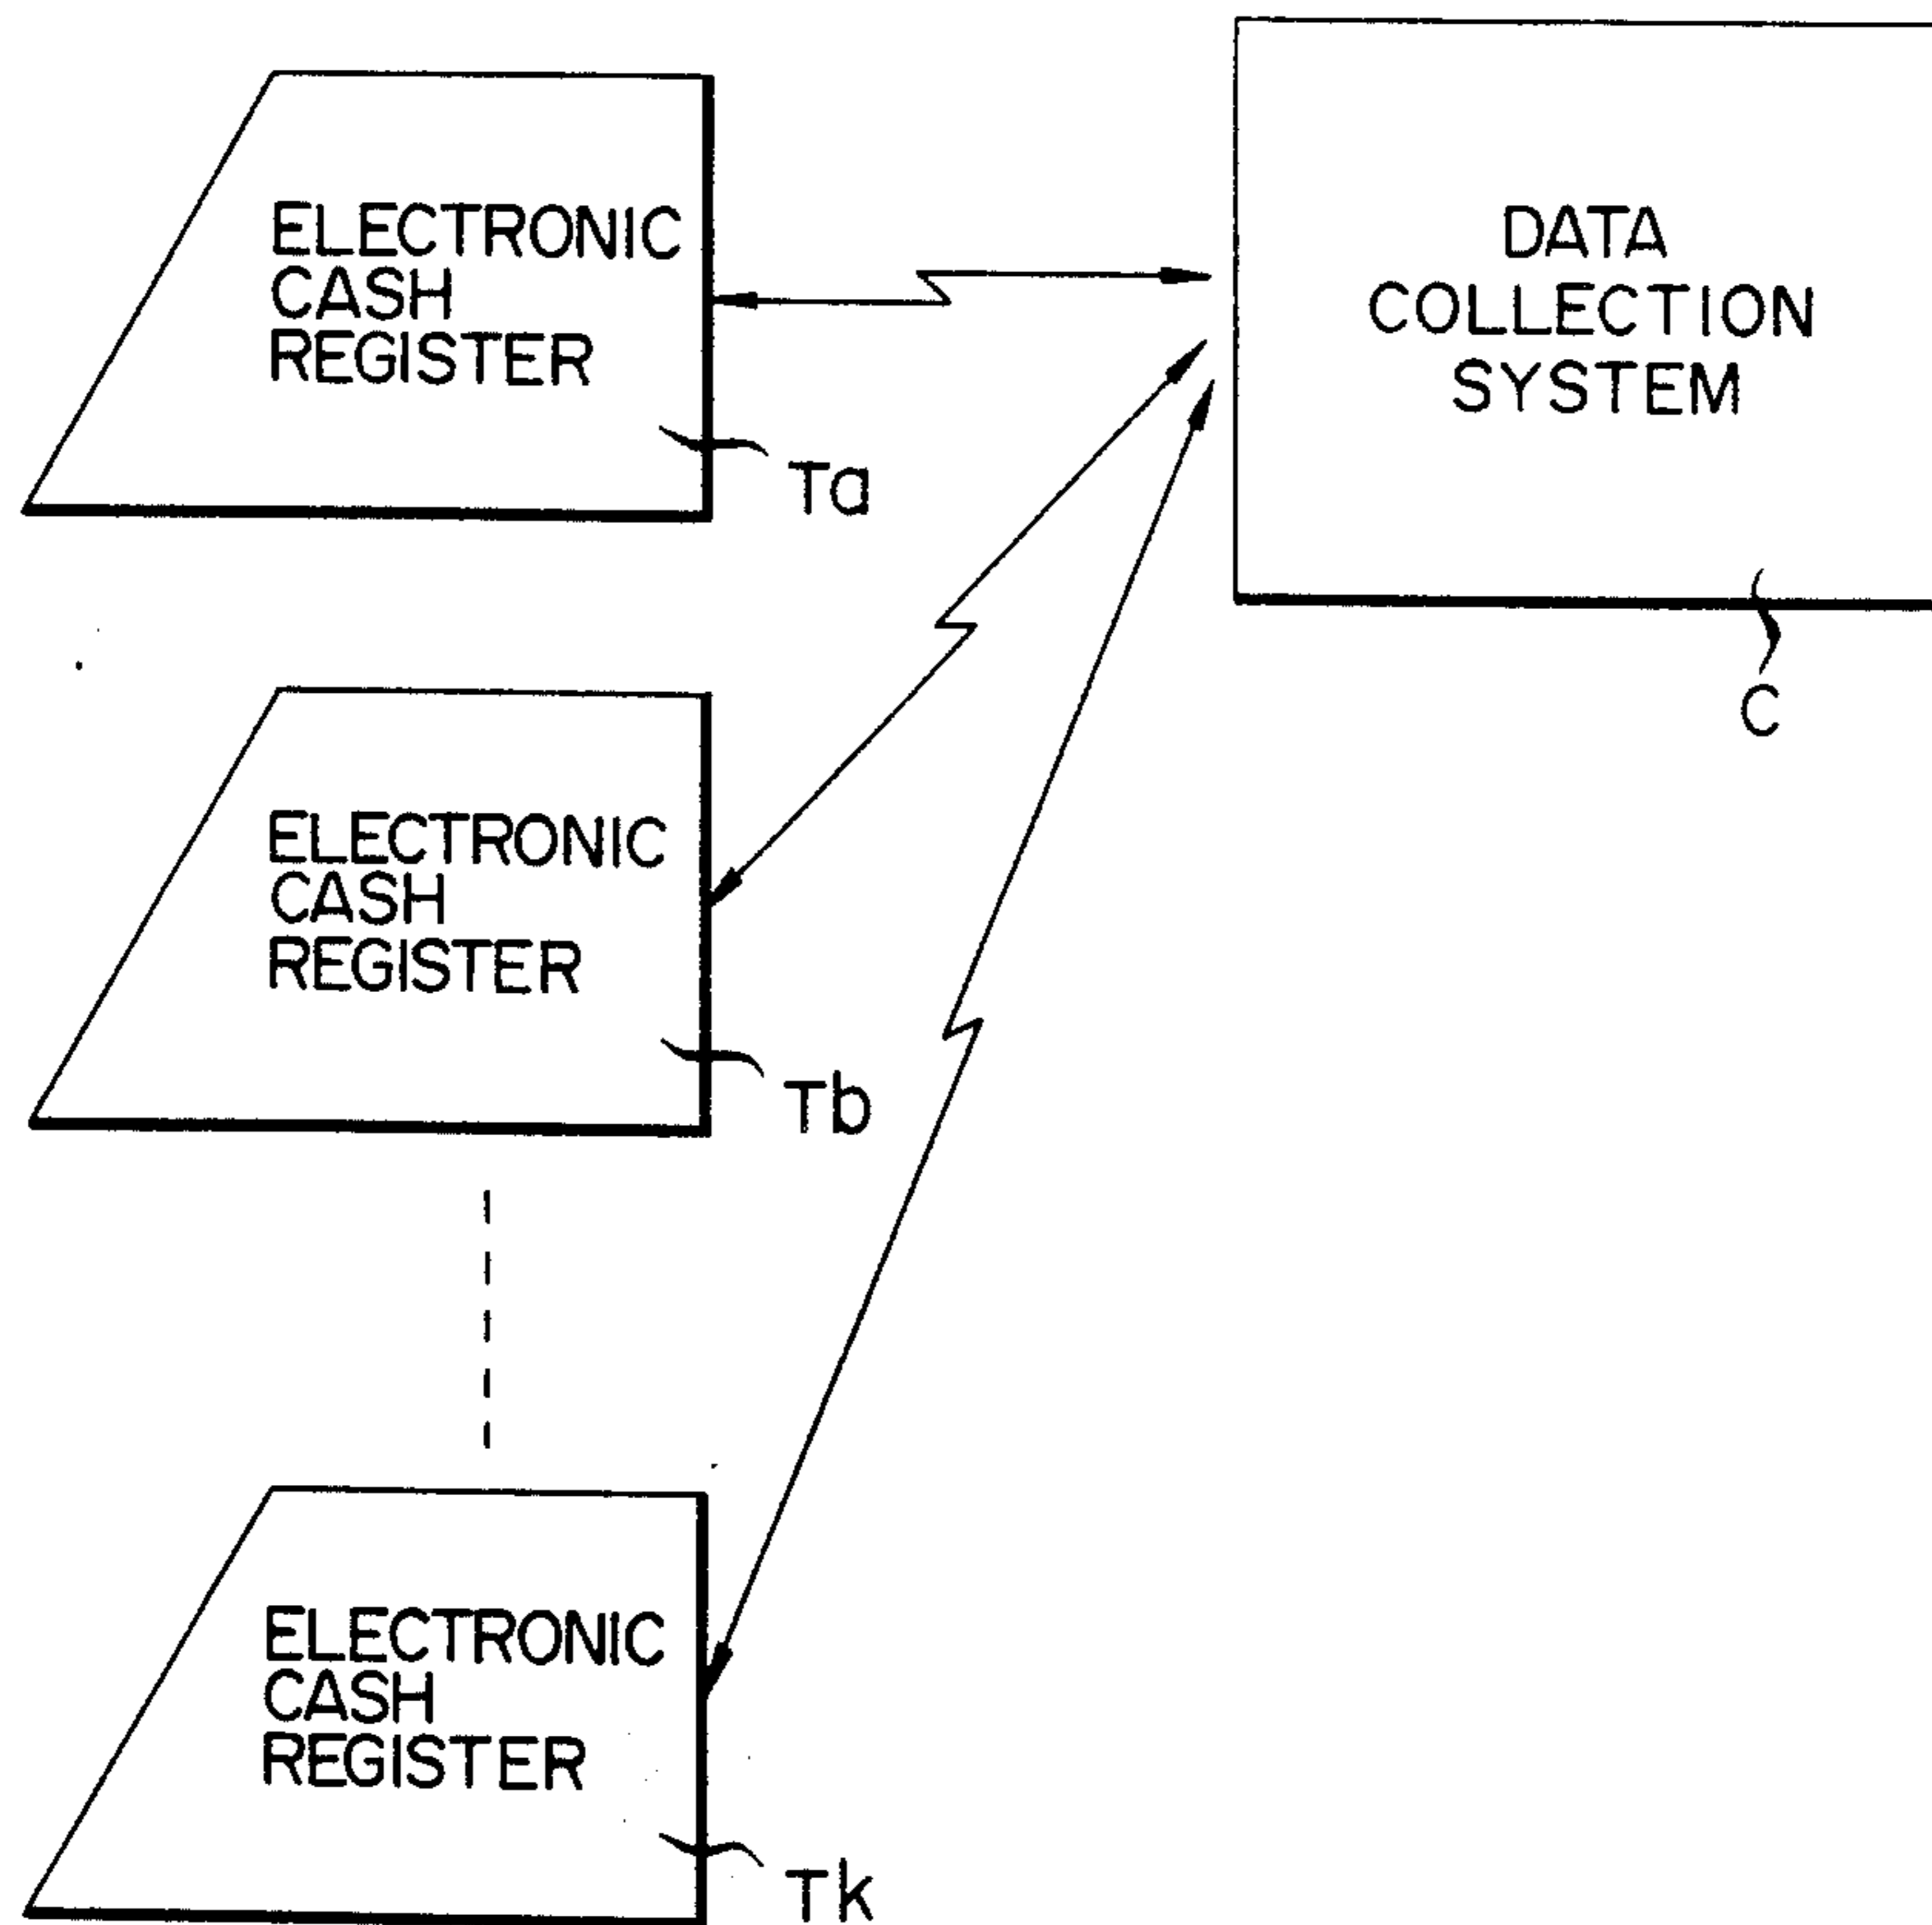 ELECTRONIC
CASH
REGISTER
Ta
DATA
COLLECTION
SYSTEM
C
ELECTRONIC
CASH
REGISTER
Tb
ELECTRONIC
CASH
REGISTER
Tk